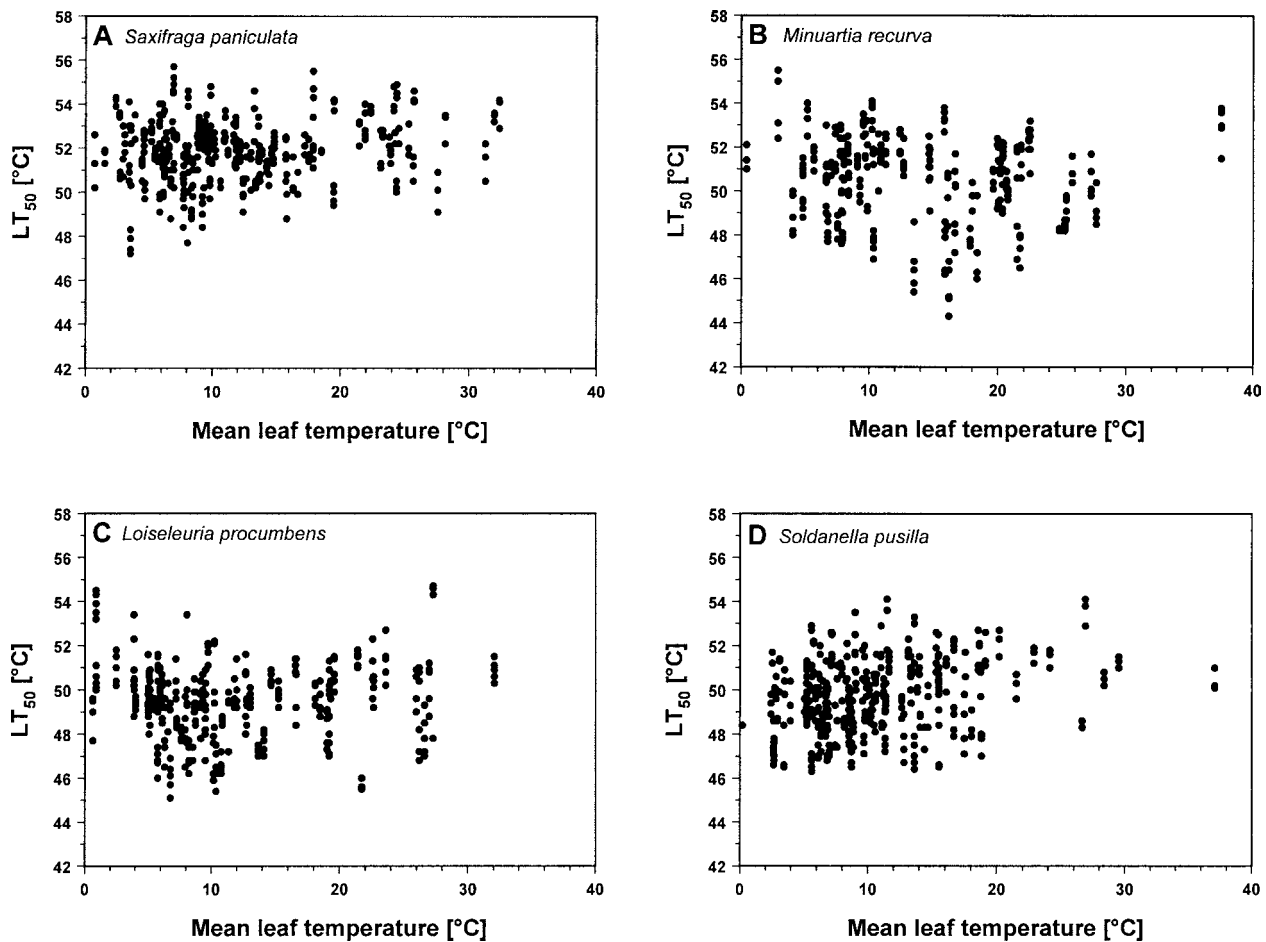 A Saxifraga paniculata
58
56
54
52
50
48
46
44
42
LT50 [°C]
0 10 20 30 40
Mean leaf temperature [°C]
B Minuartia recurva
58
56
54
52
50
48
46
44
42
LT50 [°C]
0 10 20 30 40
Mean leaf temperature [°C]
C Loiseleuria procumbens
58
56
54
52
50
48
46
44
42
LT50 [°C]
0 10 20 30 40
Mean leaf temperature [°C]
D Soldanella pusilla
58
56
54
52
50
48
46
44
42
LT50 [°C]
0 10 20 30 40
Mean leaf temperature [°C]